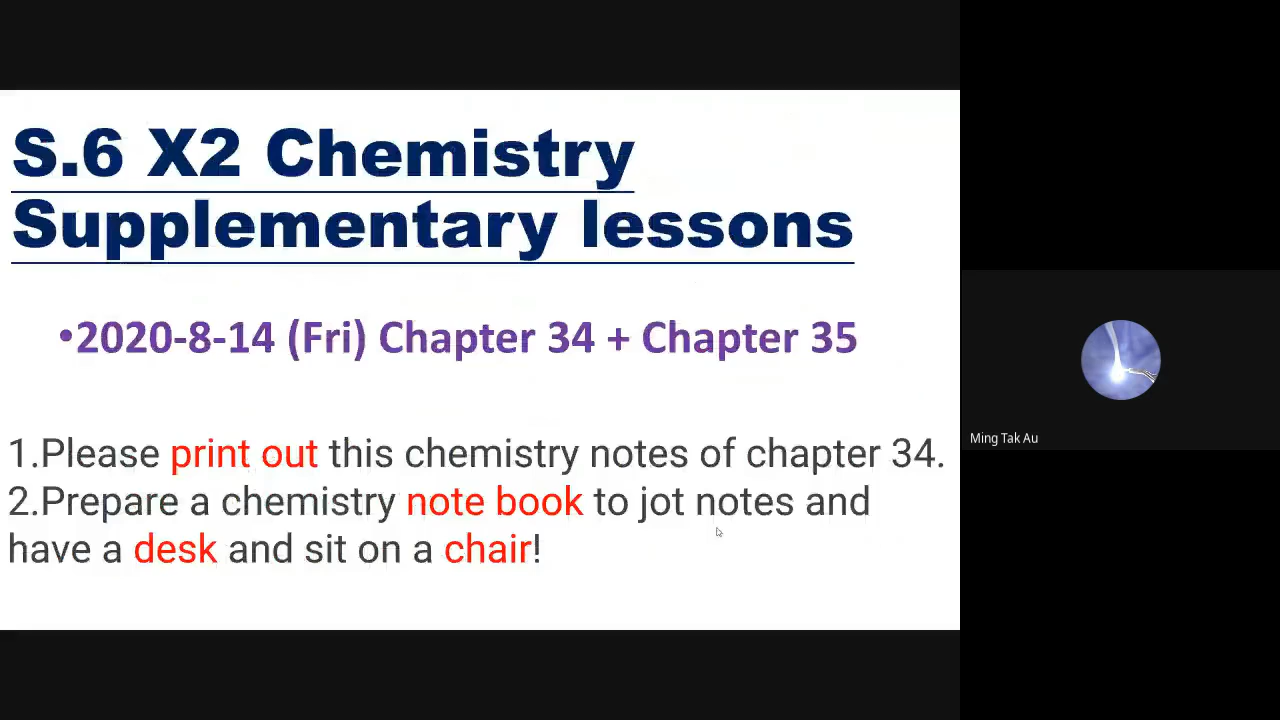 S.6 X2 Chemistry
Supplementary lessons
•2020-8-14 (Fri) Chapter 34 + Chapter 35
1.Please print out this chemistry notes of chapter 34.
2.Prepare a chemistry note book to jot notes and
have a desk and sit on a chair!
Ming Tak Au